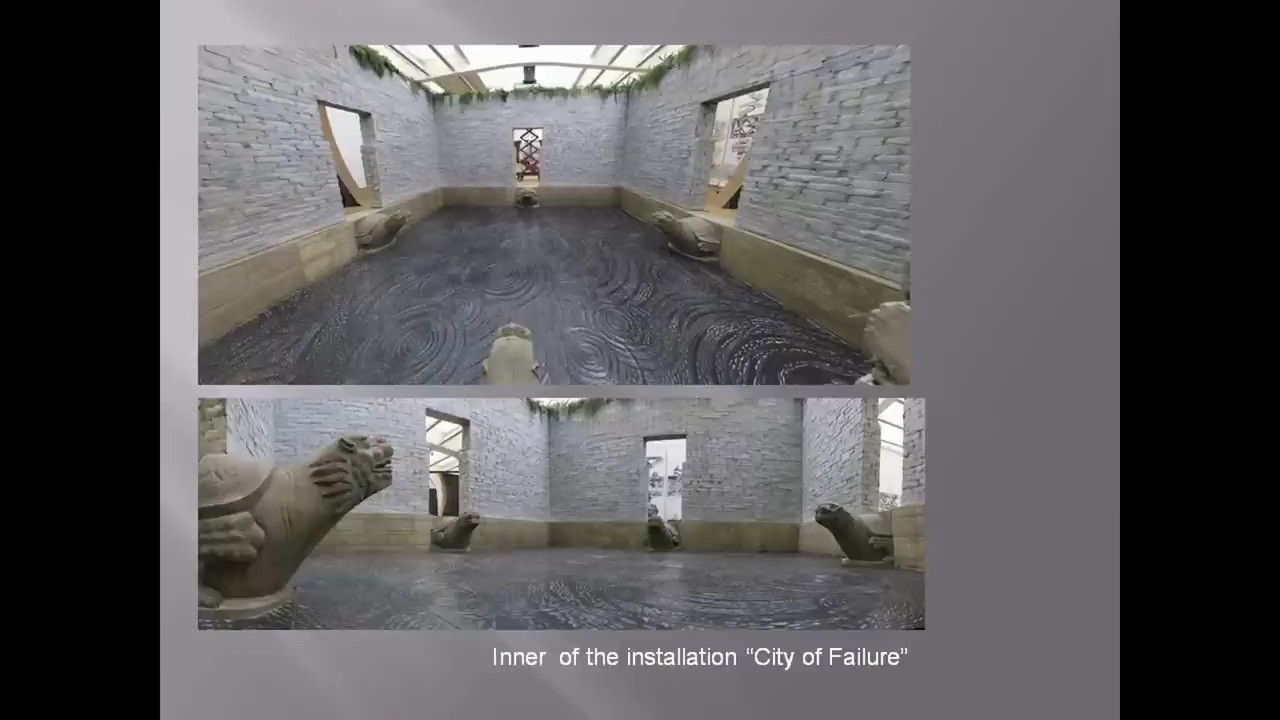 Inner of the installation “City of Failure”